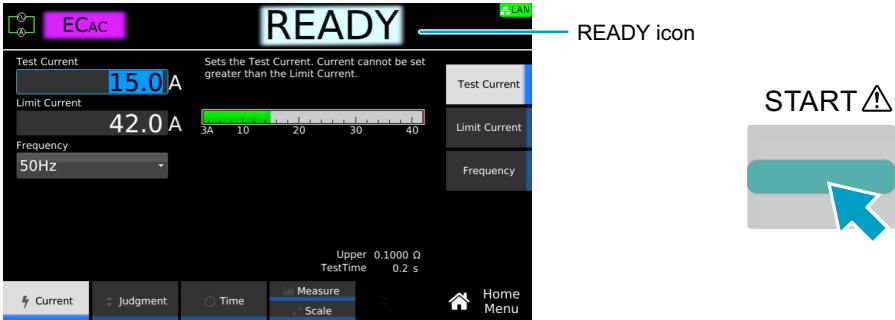 ECAC
READY
LAN
READY icon
Test Current
15.0 A
Sets the Test Current. Current cannot be set
greater than the Limit Current.
Test Current
Limit Current
42.0 A
3A 10 20 30 40
Limit Current
Frequency
50Hz
Frequency
START
Upper 0.1000 Ω
TestTime 0.2 s
Current
Judgment
Time
Measure
Scale
Home
Menu